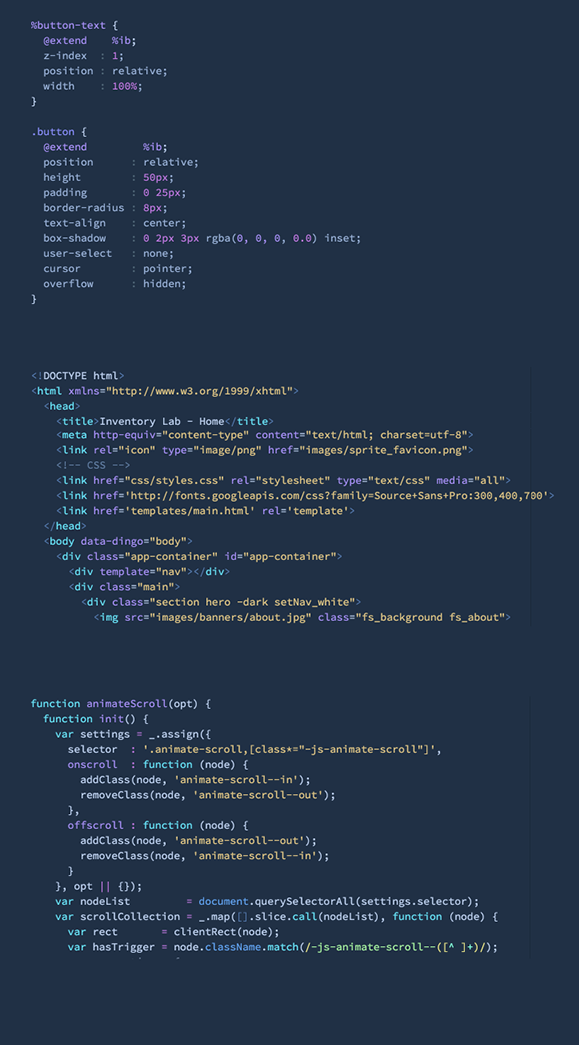 %button-text {
  @extend    %ib;
  z-index  : 1;
  position : relative;
  width    : 100%;
}

.button {
  @extend         %ib;
  position      : relative;
  height        : 50px;
  padding       : 0 25px;
  border-radius : 8px;
  text-align    : center;
  box-shadow    : 0 2px 3px rgba(0, 0, 0, 0.0) inset;
  user-select   : none;
  cursor        : pointer;
  overflow      : hidden;
}

<!DOCTYPE html>
<html xmlns="http://www.w3.org/1999/xhtml">
  <head>
    <title>Inventory Lab - Home</title>
    <meta http-equiv="content-type" content="text/html; charset=utf-8">
    <link rel="icon" type="image/png" href="images/sprite_favicon.png">
    <!-- CSS -->
    <link href="css/styles.css" rel="stylesheet" type="text/css" media="all">
    <link href='http://fonts.googleapis.com/css?family=Source+Sans+Pro:300,400,700'>
    <link href='templates/main.html' rel='template'>
  </head>
  <body data-dingo="body">
    <div class="app-container" id="app-container">
      <div template="nav"></div>
      <div class="main">
        <div class="section hero -dark setNav_white">
          <img src="images/banners/about.jpg" class="fs_background fs_about">

function animateScroll(opt) {
  function init() {
    var settings = _.assign({
      selector  : '.animate-scroll,[class*="-js-animate-scroll"]',
      onscroll  : function (node) {
        addClass(node, 'animate-scroll--in');
        removeClass(node, 'animate-scroll--out');
      },
      offscroll : function (node) {
        addClass(node, 'animate-scroll--out');
        removeClass(node, 'animate-scroll--in');
      }
    }, opt || {});
    var nodeList         = document.querySelectorAll(settings.selector);
    var scrollCollection = _.map([].slice.call(nodeList), function (node) {
      var rect       = clientRect(node);
      var hasTrigger = node.className.match(/-js-animate-scroll--([^ ]+)/);